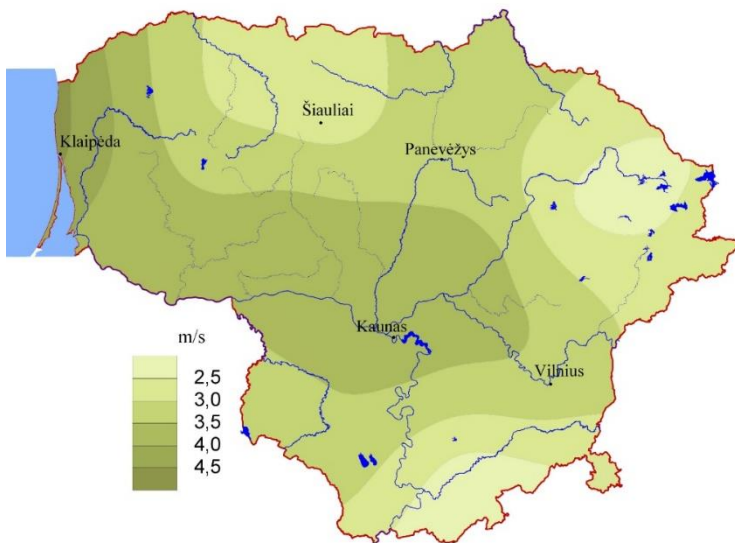 Šiauliai
Klaipėda
Panevėžys
Kaunas
Vilnius
m/s
2,5
3,0
3,5
4,0
4,5